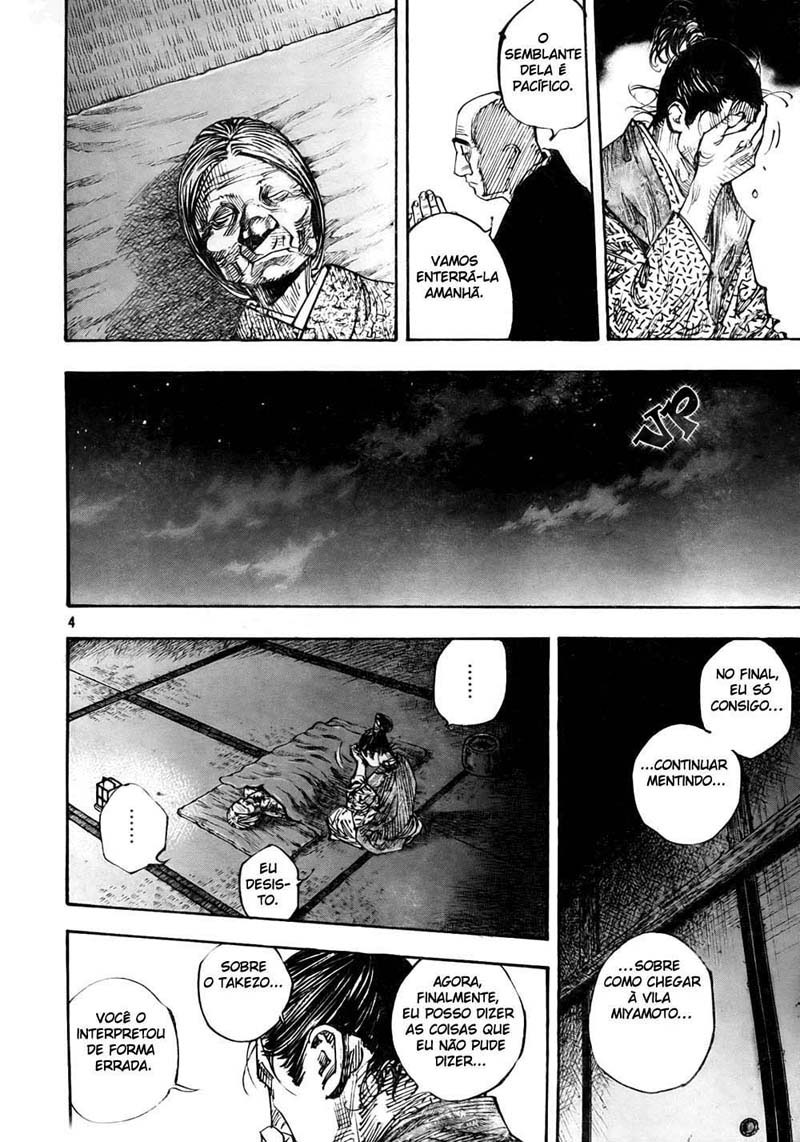 O
SEMBLANTE
DELA É
PACÍFICO.
VAMOS
ENTERRÁ-LA
AMANHÃ.
VP
4
NO FINAL,
EU SÓ
CONSIGO...
...CONTINUAR
MENTINDO...
...SOBRE
COMO CHEGAR
À VILA
MIYAMOTO...
.......
.......
EU
DESIS-
TO.
AGORA,
FINALMENTE,
EU POSSO DIZER
AS COISAS QUE
EU NÃO PUDE
DIZER...
SOBRE
O TAKEZO...
VOCÊ O
INTERPRETOU
DE FORMA
ERRADA.